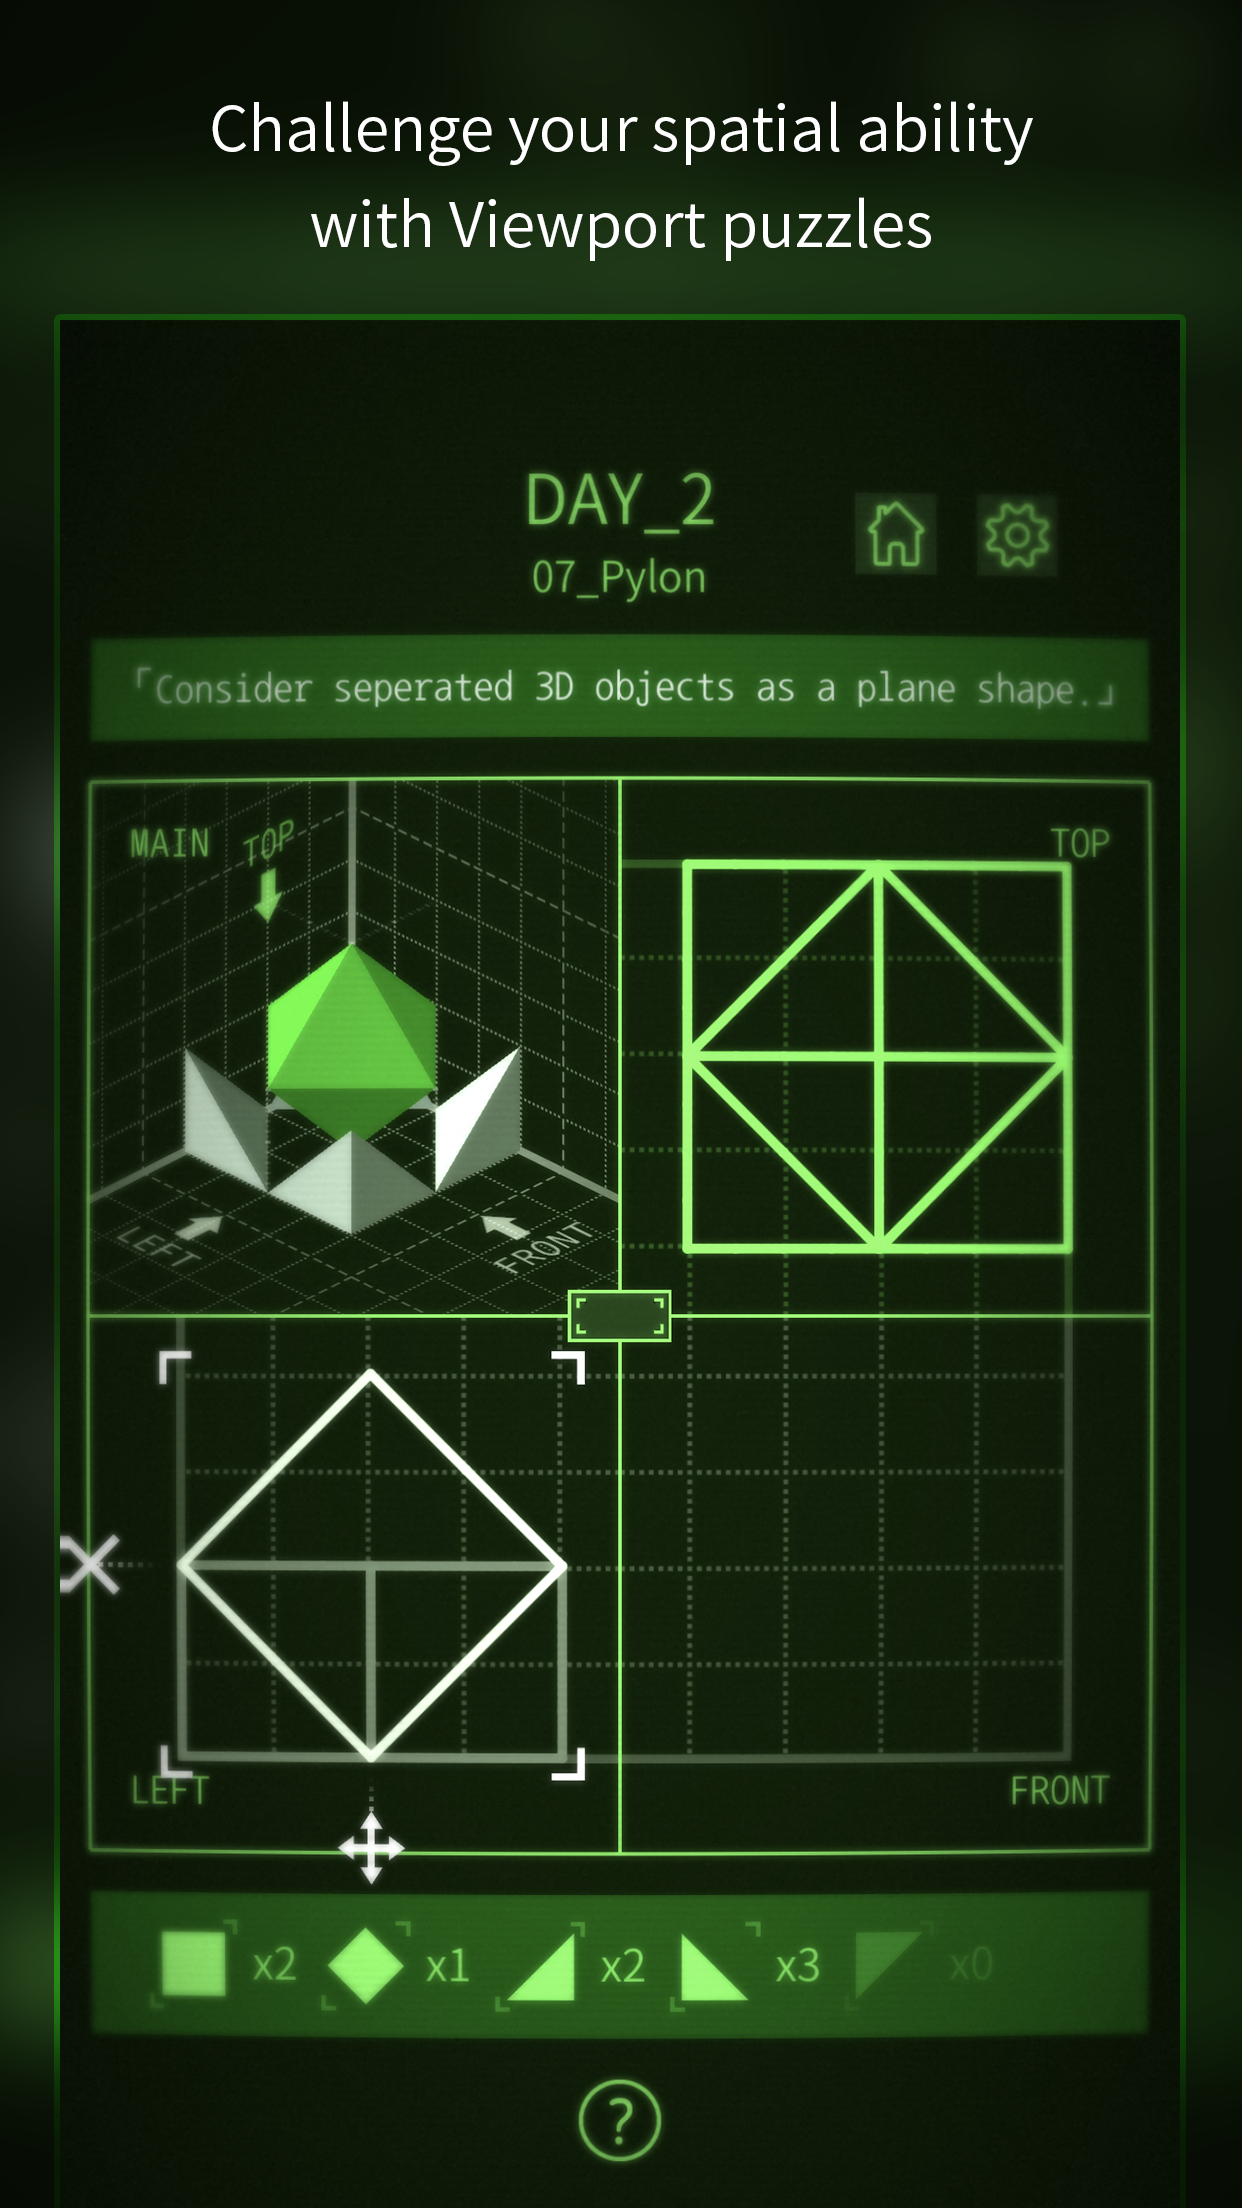 Challenge your spatial ability
with Viewport puzzles
DAY_2
07_Pylon
「Consider seperated 3D objects as a plane shape.」
MAIN
TOP
TOP
LEFT
FRONT
LEFT
FRONT
x2 x1 x2 x3 x0
?